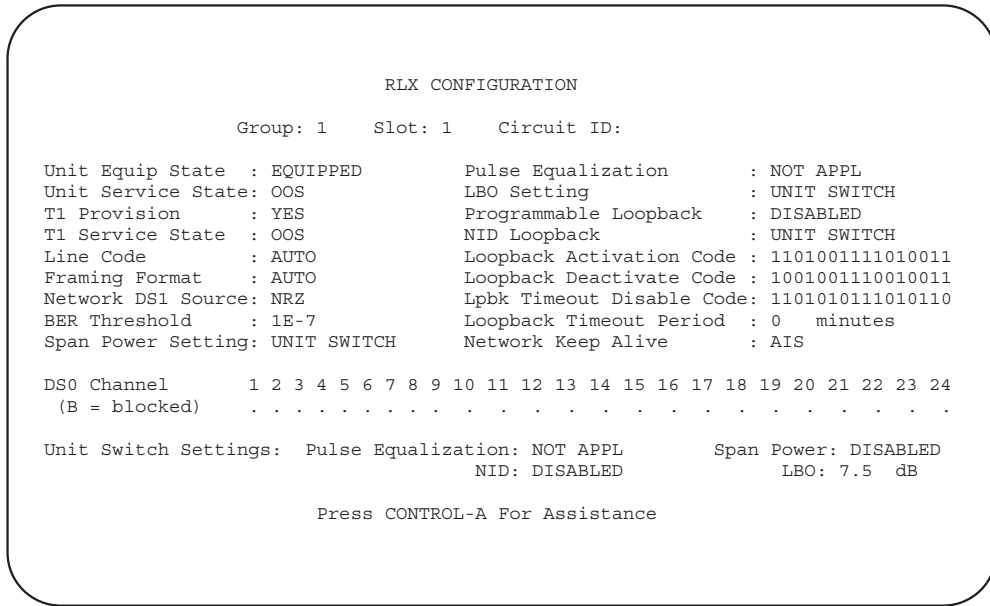 RLX CONFIGURATION
Group: 1 Slot: 1 Circuit ID:
Unit Equip State : EQUIPPED Pulse Equalization : NOT APPL
Unit Service State: OOS LBO Setting : UNIT SWITCH
T1 Provision : YES Programmable Loopback : DISABLED
T1 Service State : OOS NID Loopback : UNIT SWITCH
Line Code : AUTO Loopback Activation Code : 1101001111010011
Framing Format : AUTO Loopback Deactivate Code : 1001001110010011
Network DS1 Source: NRZ Lpbk Timeout Disable Code: 1101010111010110
BER Threshold : 1E-7 Loopback Timeout Period : 0 minutes
Span Power Setting: UNIT SWITCH Network Keep Alive : AIS
DS0 Channel 1 2 3 4 5 6 7 8 9 10 11 12 13 14 15 16 17 18 19 20 21 22 23 24
(B = blocked) . . . . . . . . . . . . . . . . . . . . . . . .
Unit Switch Settings: Pulse Equalization: NOT APPL Span Power: DISABLED
NID: DISABLED LBO: 7.5 dB
Press CONTROL-A For Assistance